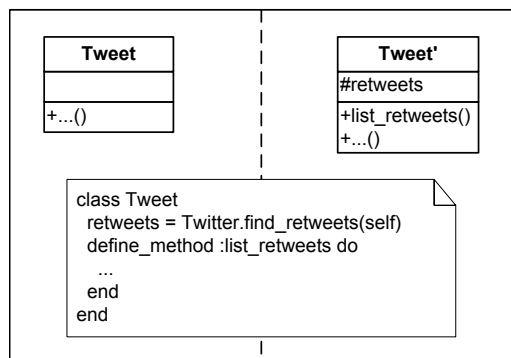 Tweet
+...()
Tweet'
#retweets
+list_retweets()
+...()
class Tweet
retweets = Twitter.find_retweets(self)
define_method :list_retweets do
...
end
end